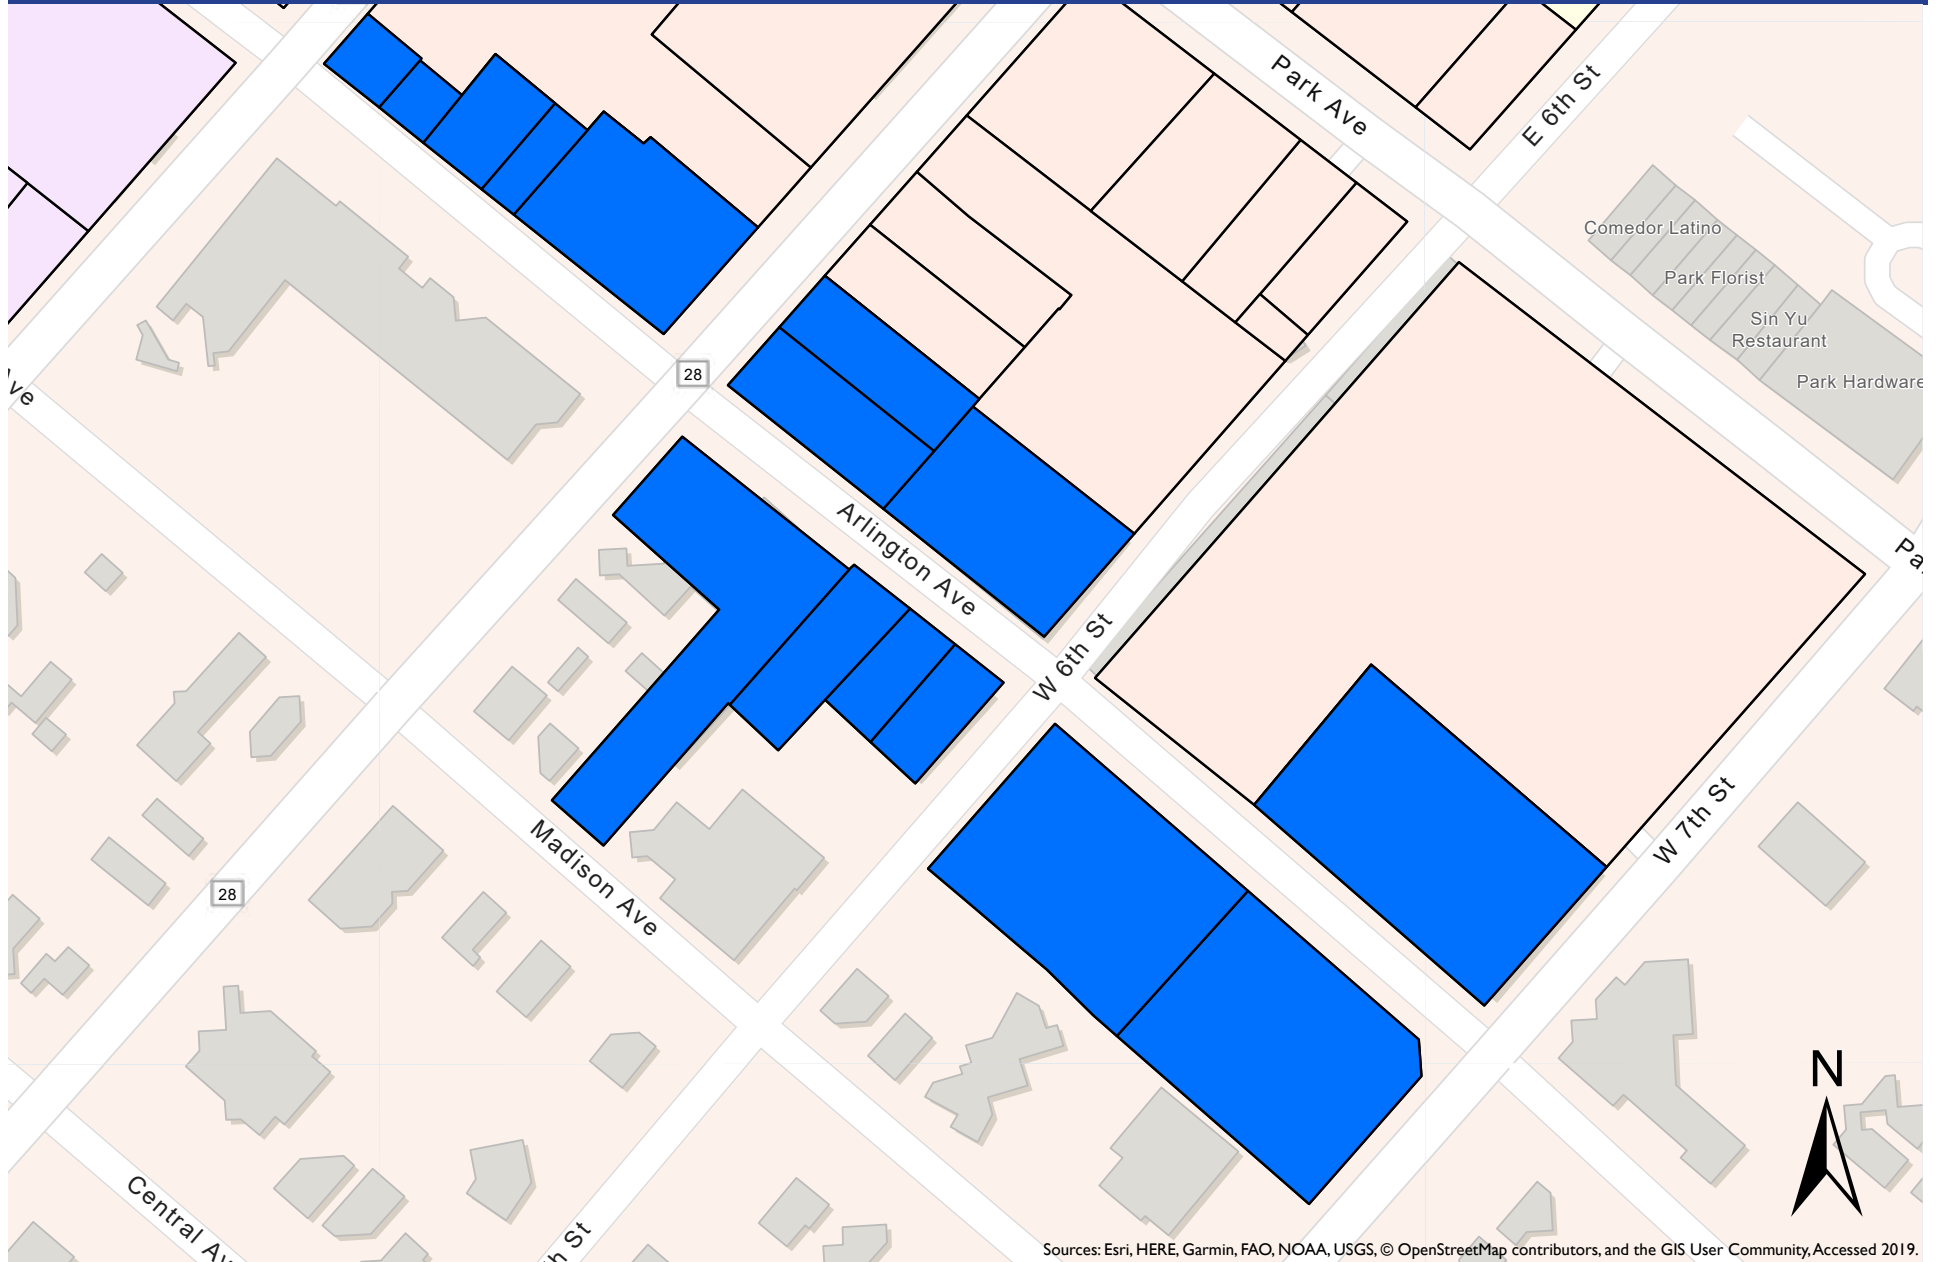 Park Ave
E 6th St
Comedor Latino
Park Florist
Sin Yu
Restaurant
Park Hardware
28
Arlington Ave
W 6th St
W 7th St
Madison Ave
28
N
Central Av
Sources: Esri, HERE, Garmin, FAO, NOAA, USGS, © OpenStreetMap contributors, and the GIS User Community, Accessed 2019.